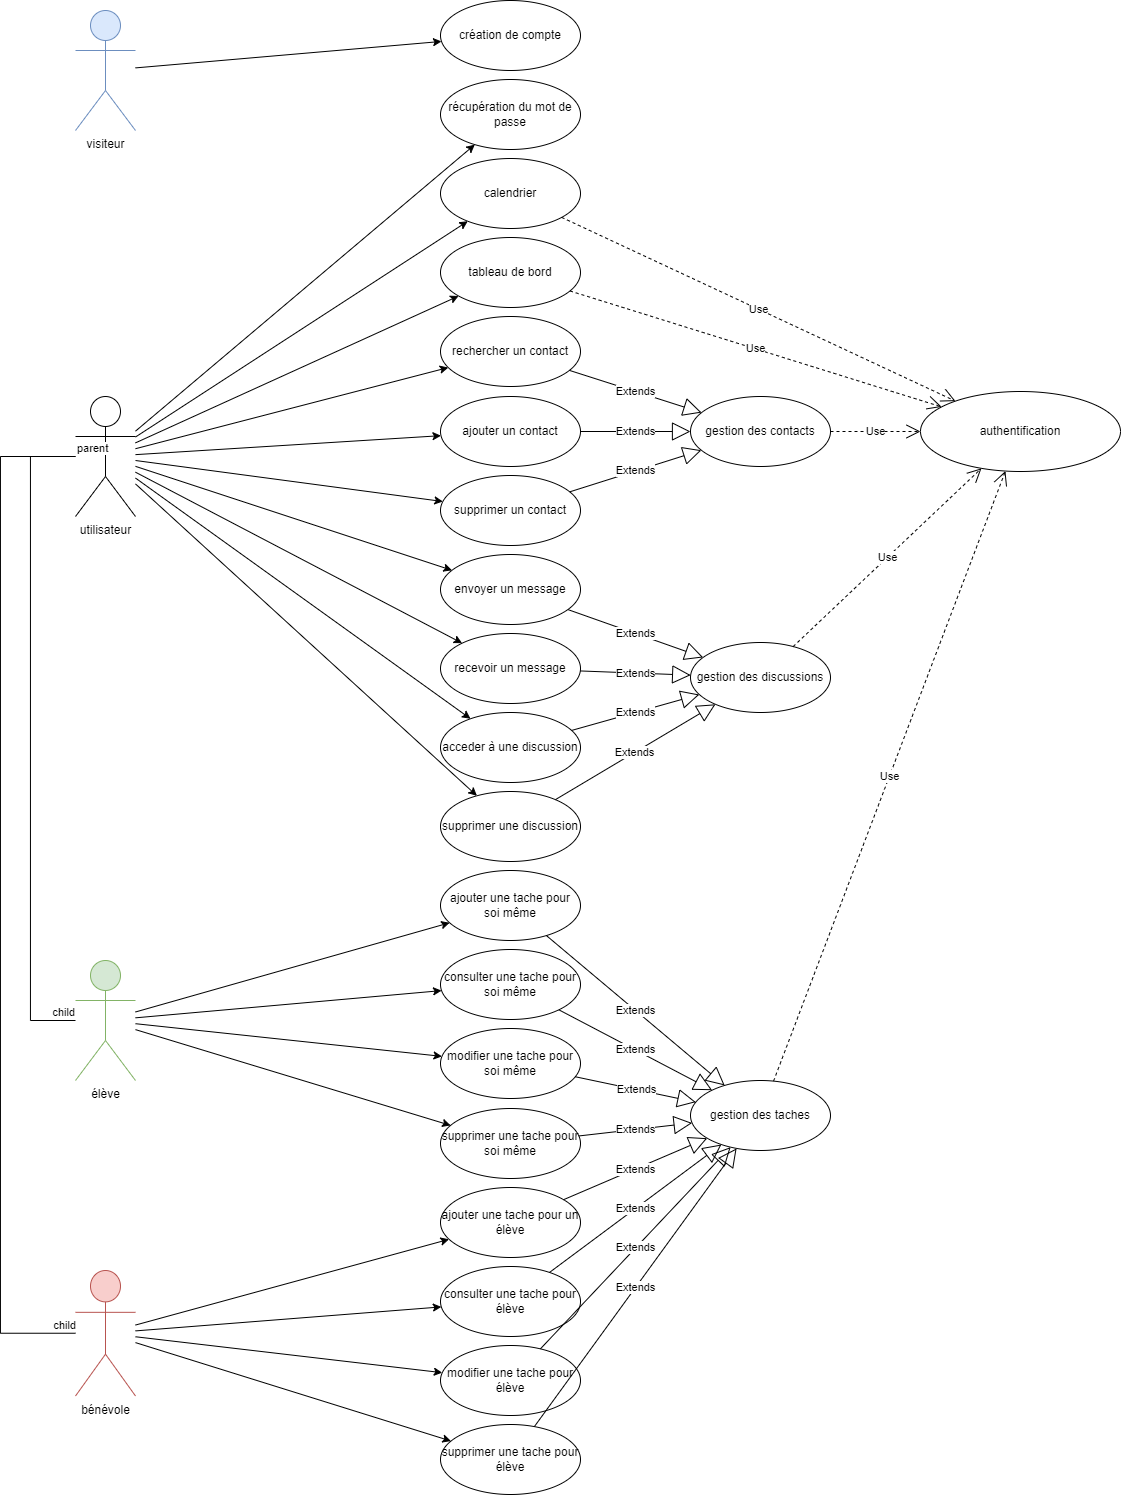 création de compte
récupération du mot de
passe
visiteur
calendrier
tableau de bord
Use
Use
rechercher un contact
Extends
ajouter un contact
Extends
gestion des contacts
Use
authentification
parent
Extends
supprimer un contact
utilisateur
Use
envoyer un message
Extends
recevoir un message
Extends
gestion des discussions
Extends
acceder à une discussion
Extends
Use
supprimer une discussion
ajouter une tache pour
soi même
consulter une tache pour
soi même
child
Extends
Extends
modifier une tache pour
soi même
élève
Extends
gestion des taches
Extends
supprimer une tache pour
soi même
Extends
ajouter une tache pour un
élève
Extends
Extends
consulter une tache pour
élève
Extends
child
modifier une tache pour
élève
bénévole
supprimer une tache pour
élève